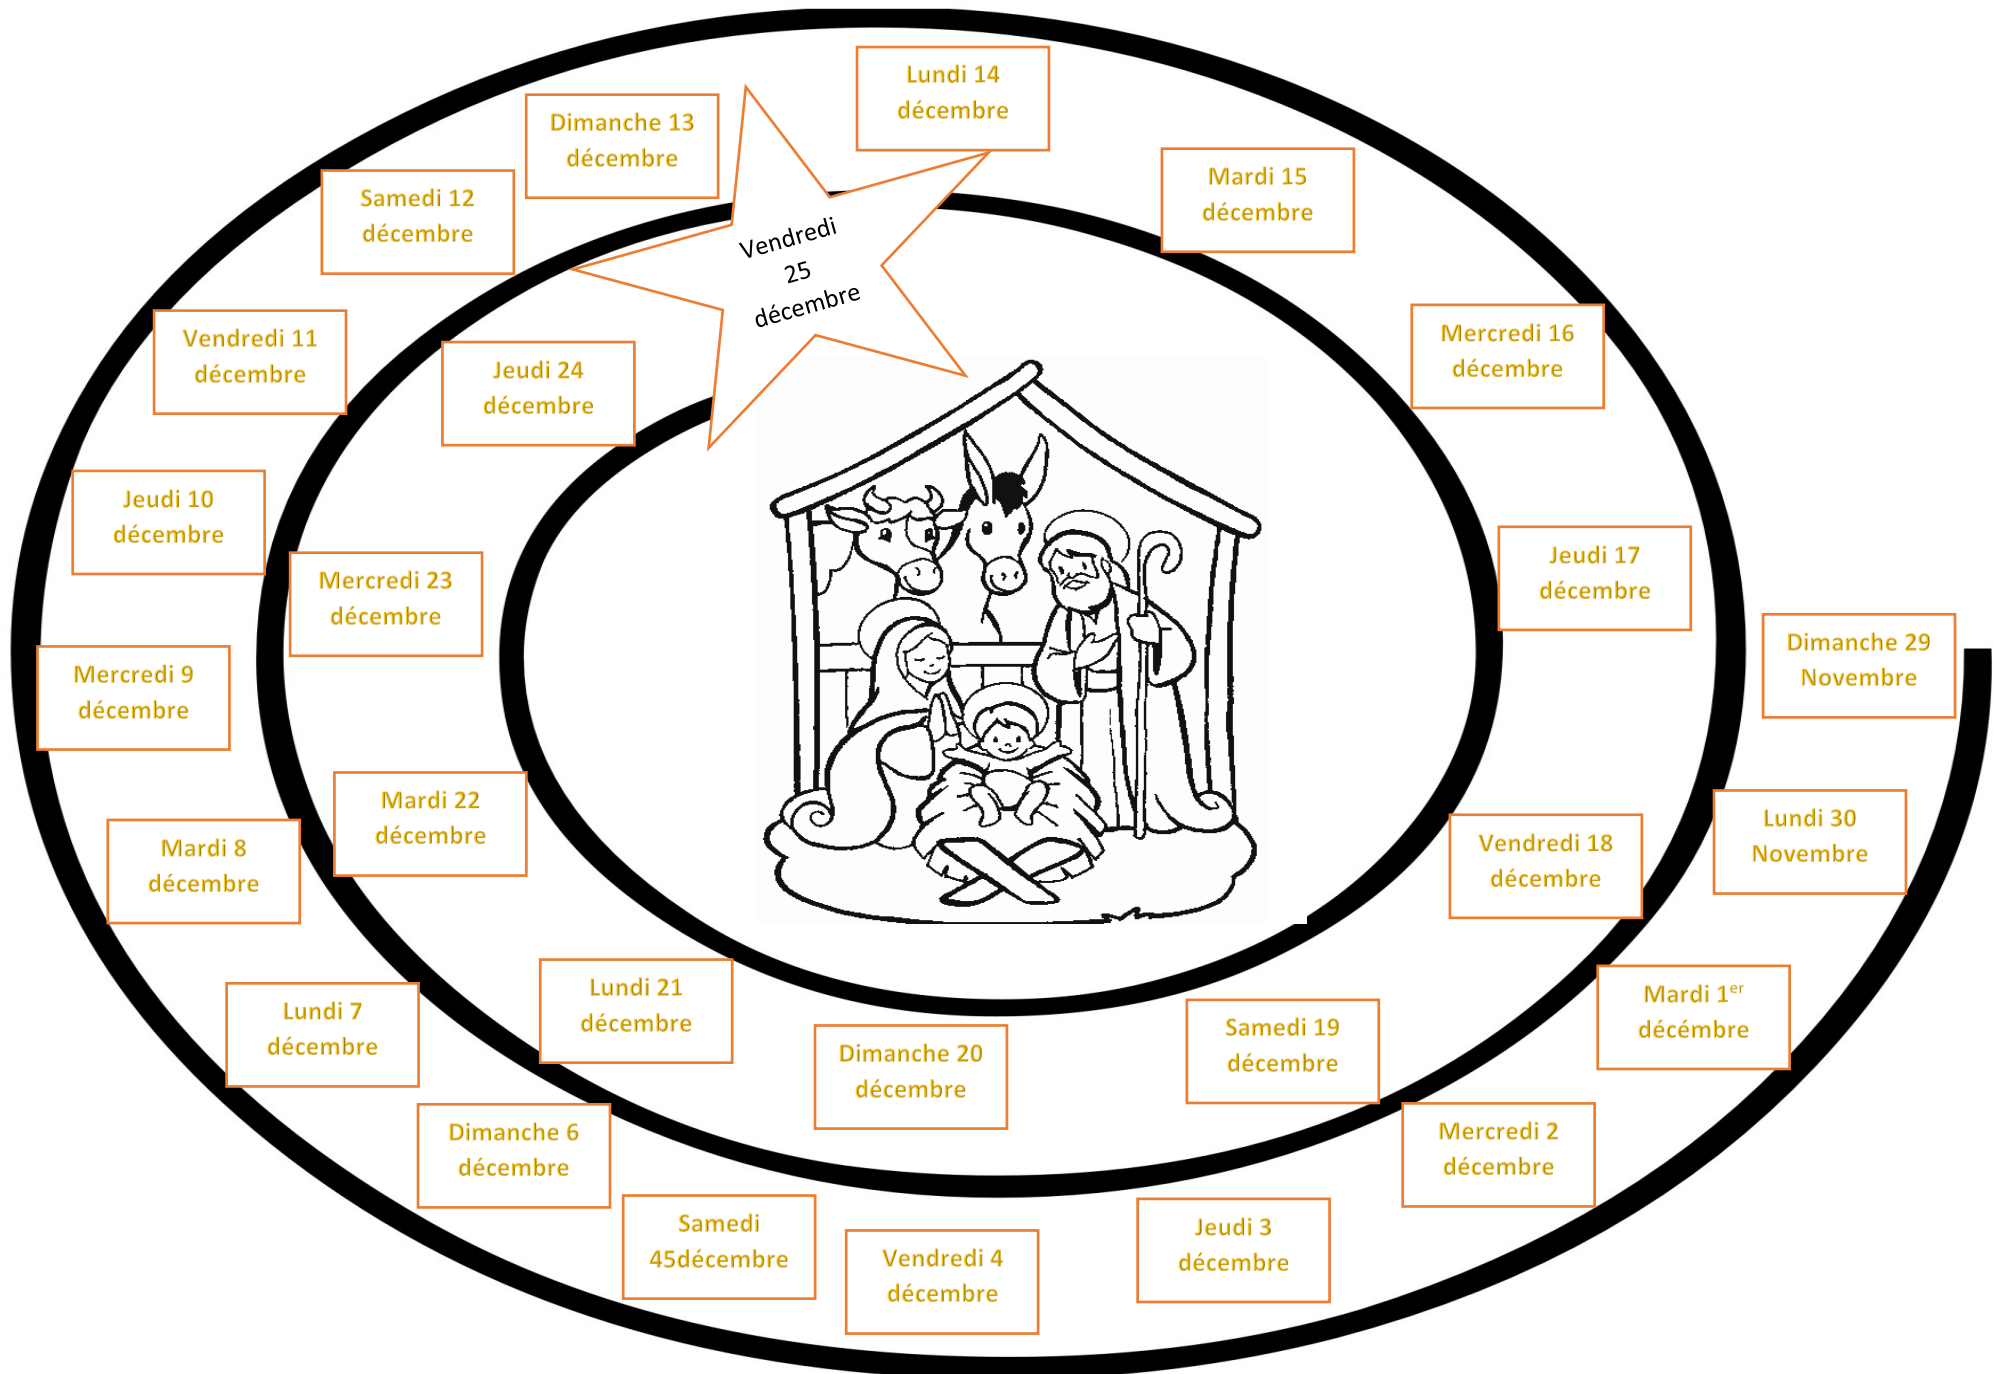 Dimanche 29
Novembre
Lundi 30
Novembre
Mardi 1er
décémbre
Mercredi 2
décembre
Jeudi 3
décembre
Vendredi 4
décembre
Samedi
45décembre
Dimanche 6
décembre
Lundi 7
décembre
Mardi 8
décembre
Mercredi 9
décembre
Jeudi 10
décembre
Vendredi 11
décembre
Samedi 12
décembre
Dimanche 13
décembre
Lundi 14
décembre
Mardi 15
décembre
Mercredi 16
décembre
Jeudi 17
décembre
Vendredi 18
décembre
Samedi 19
décembre
Dimanche 20
décembre
Lundi 21
décembre
Mardi 22
décembre
Mercredi 23
décembre
Jeudi 24
décembre
Vendredi
25
décembre